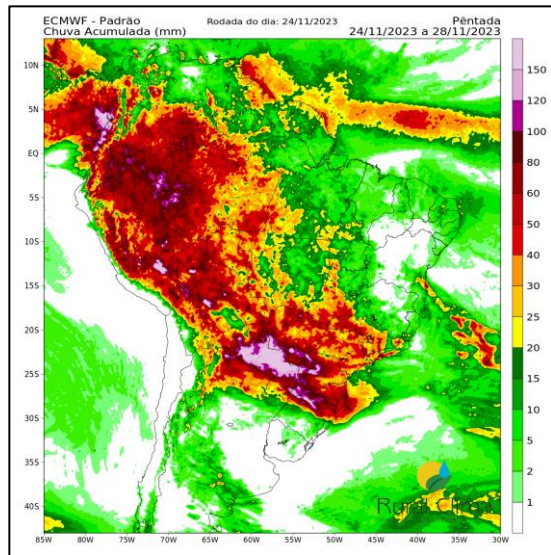 ECMWF - Padrão
Rodada do dia: 24/11/2023
Pêntada
Chuva Acumulada (mm)
24/11/2023 a 28/11/2023
10N
5N
EQ
5S
10S
15S
20S
25S
30S
35S
40S
85W 80W 75W 70W 65W 60W 55W 50W 45W 40W 35W 30W
150
120
100
80
60
50
40
30
25
20
15
10
5
2
1
Rural Clima